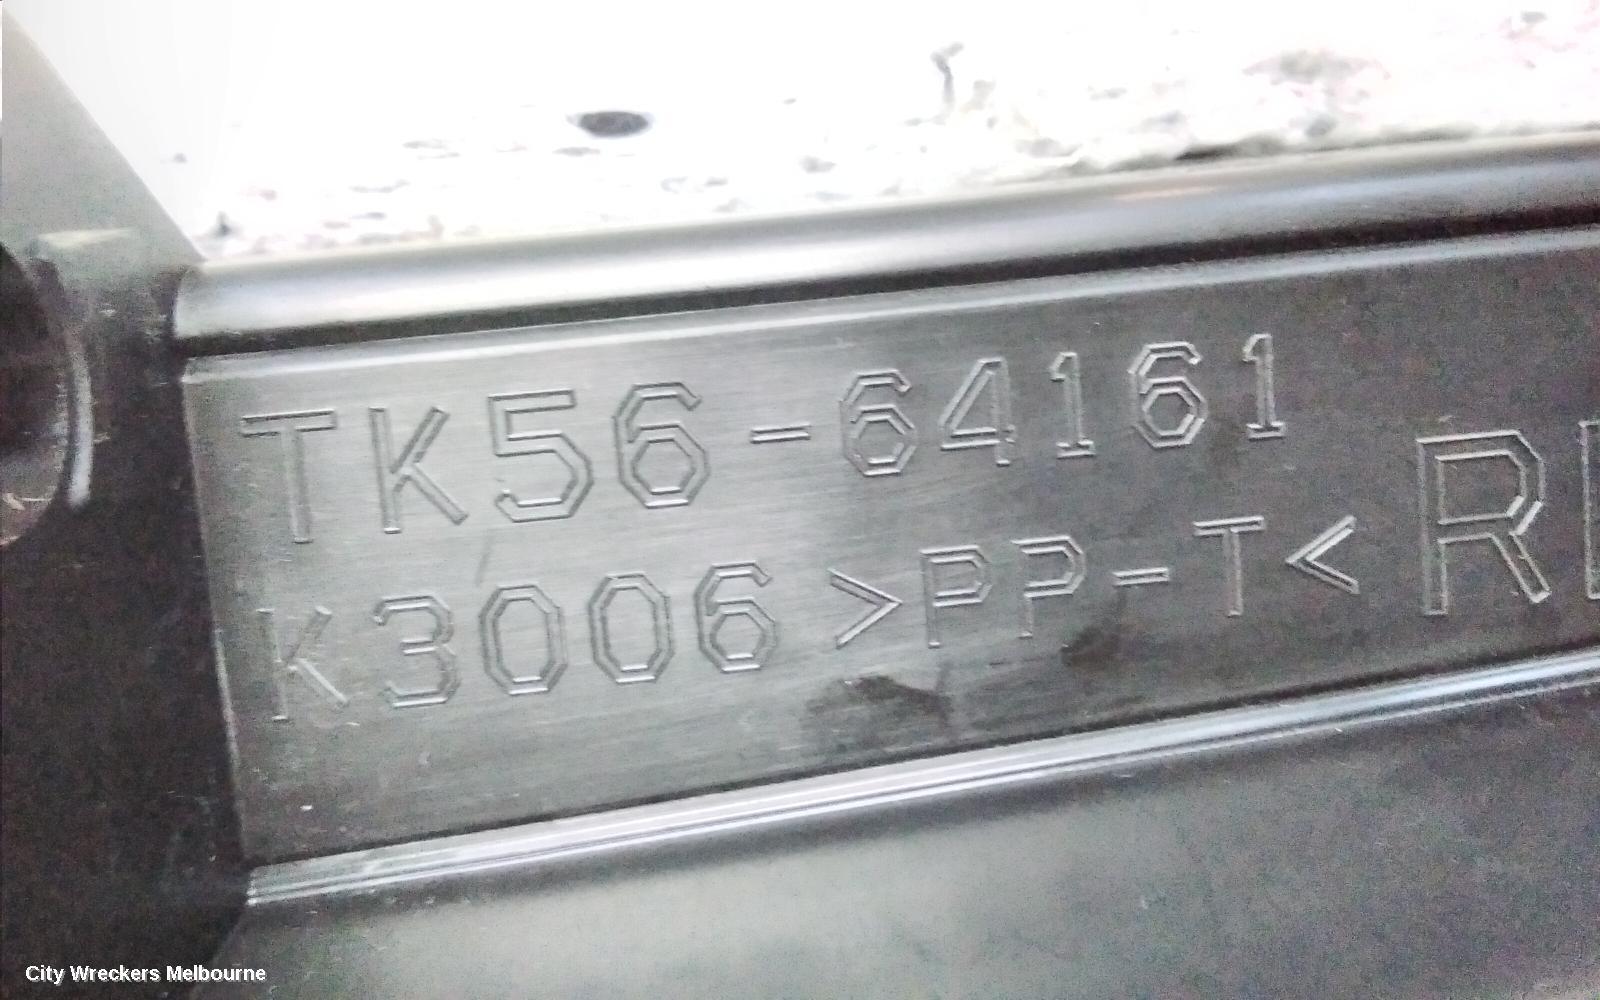 TK56-64161
K3006 >PP-T< R
City Wreckers Melbourne